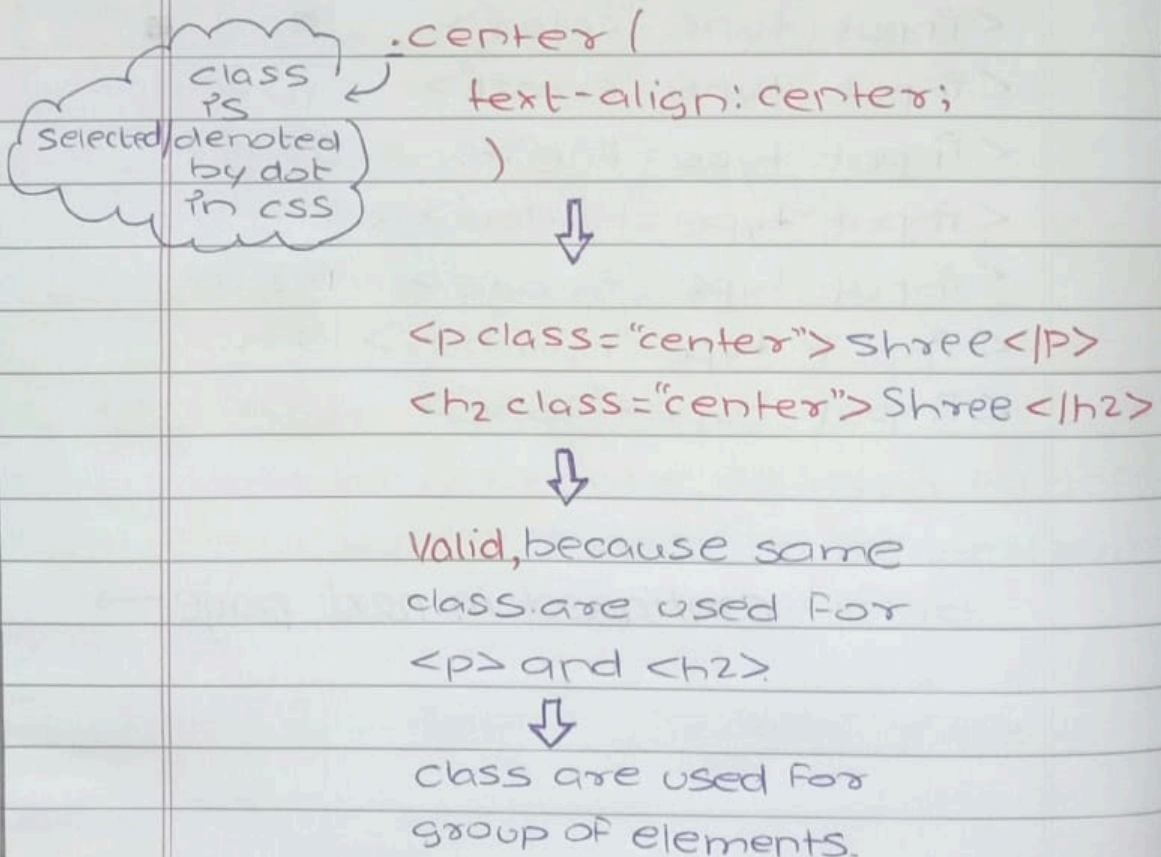 .center (
text-align: center;
)
class
is
selected/denoted
by dot
in css
<p class="center"> Shree </p>
<h2 class="center"> Shree </h2>
Valid, because same
class.are used for
<p> and <h2>.
class are used for
group of elements.